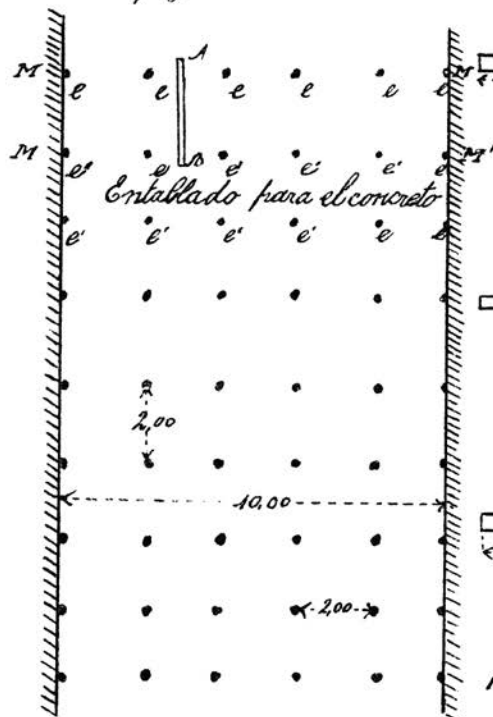 A
M e e e e e M e
M e' e B e' e' e' e' M'
Entablado para el concreto
e' e' e' e' e e
2,00
10,00
2,00